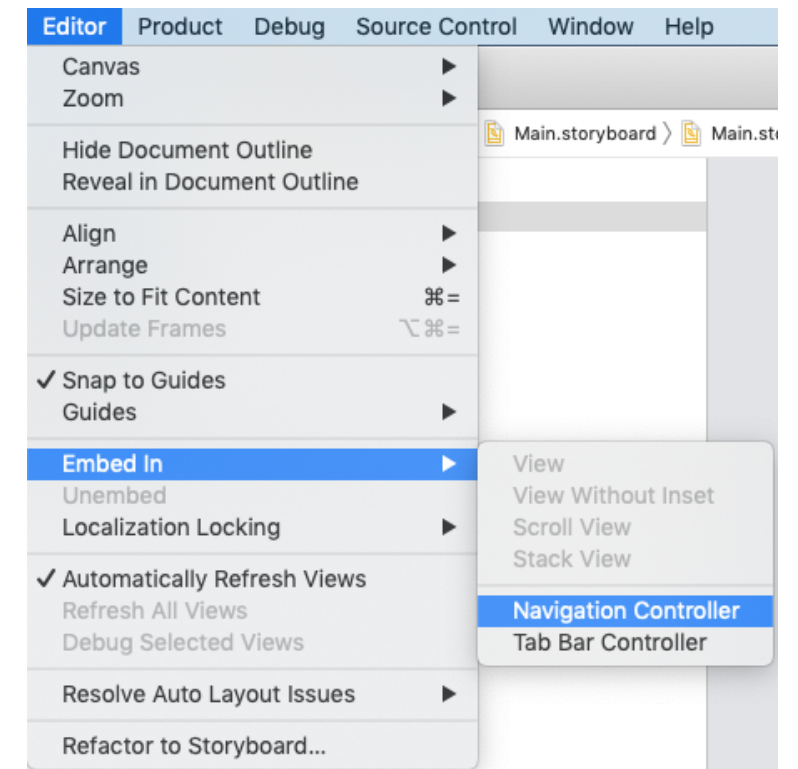 Editor Product Debug Source Control Window Help
Canvas
Zoom
Main.storyboard 〉 Main.sto
Hide Document Outline
Reveal in Document Outline
Align
Arrange
Size to Fit Content ⌘=
Update Frames ⌥⌘=
✓ Snap to Guides
Guides
Embed In
Unembed
Localization Locking
View
View Without Inset
Scroll View
Stack View
Navigation Controller
Tab Bar Controller
✓ Automatically Refresh Views
Refresh All Views
Debug Selected Views
Resolve Auto Layout Issues
Refactor to Storyboard...